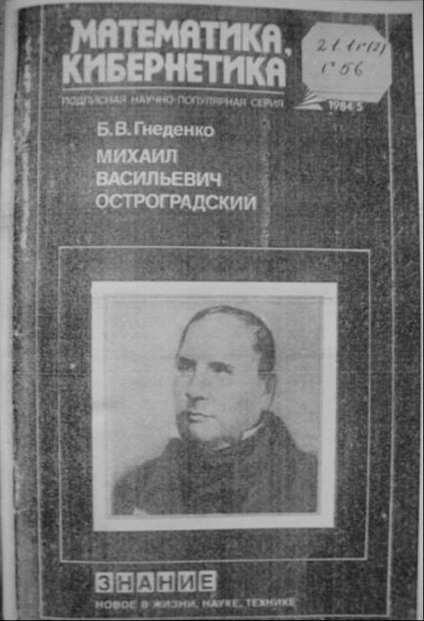 МАТЕМАТИКА,
КИБЕРНЕТИКА
ПОДПИСНАЯ НАУЧНО-ПОПУЛЯРНАЯ СЕРИЯ
1984/5
Б. В. Гнеденко
МИХАИЛ
ВАСИЛЬЕВИЧ
ОСТРОГРАДСКИЙ
ЗНАНИЕ
НОВОЕ В ЖИЗНИ, НАУКЕ, ТЕХНИКЕ